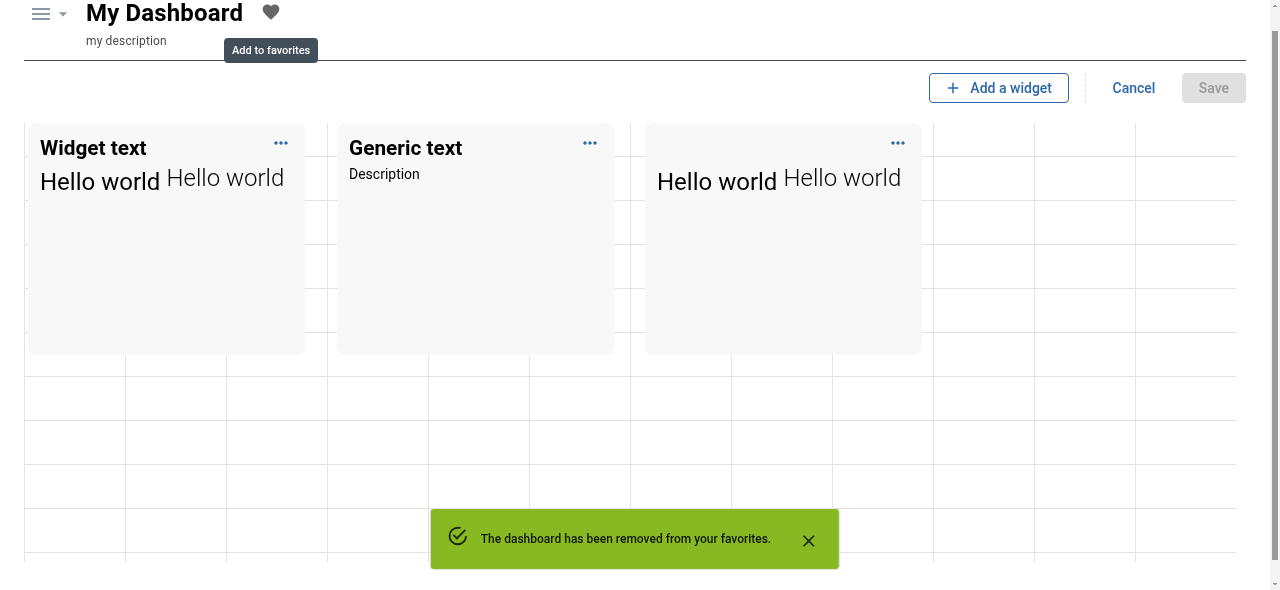 My Dashboard
my description
Add to favorites
Add a widget
Cancel
Save
Widget text
Hello world Hello world
Generic text
Description
Hello world Hello world
The dashboard has been removed from your favorites.